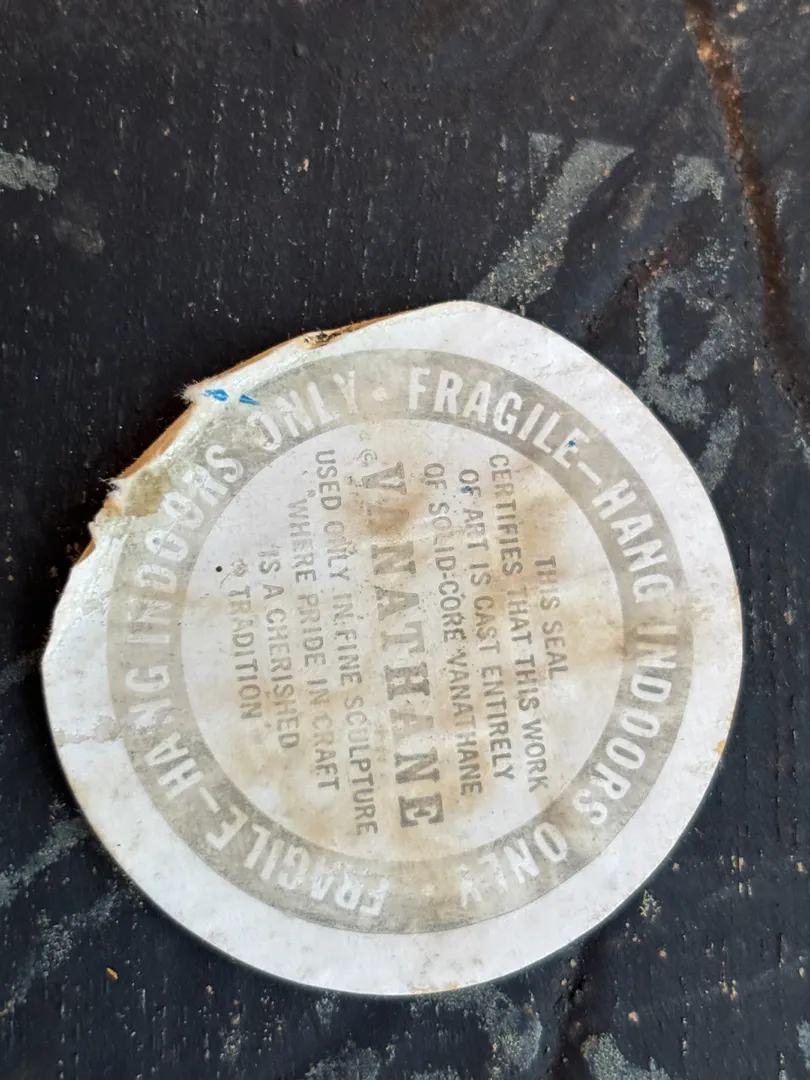 FRAGILE—HANG INDOORS ONLY • FRAGILE—HANG INDOORS ONLY •
THIS SEAL
CERTIFIES THAT THIS WORK
OF ART IS CAST ENTIRELY
OF SOLID-CORE VANATHANE
© VANATHANE
USED ONLY IN FINE SCULPTURE
"WHERE PRIDE IN CRAFT
IS A CHERISHED
TRADITION"